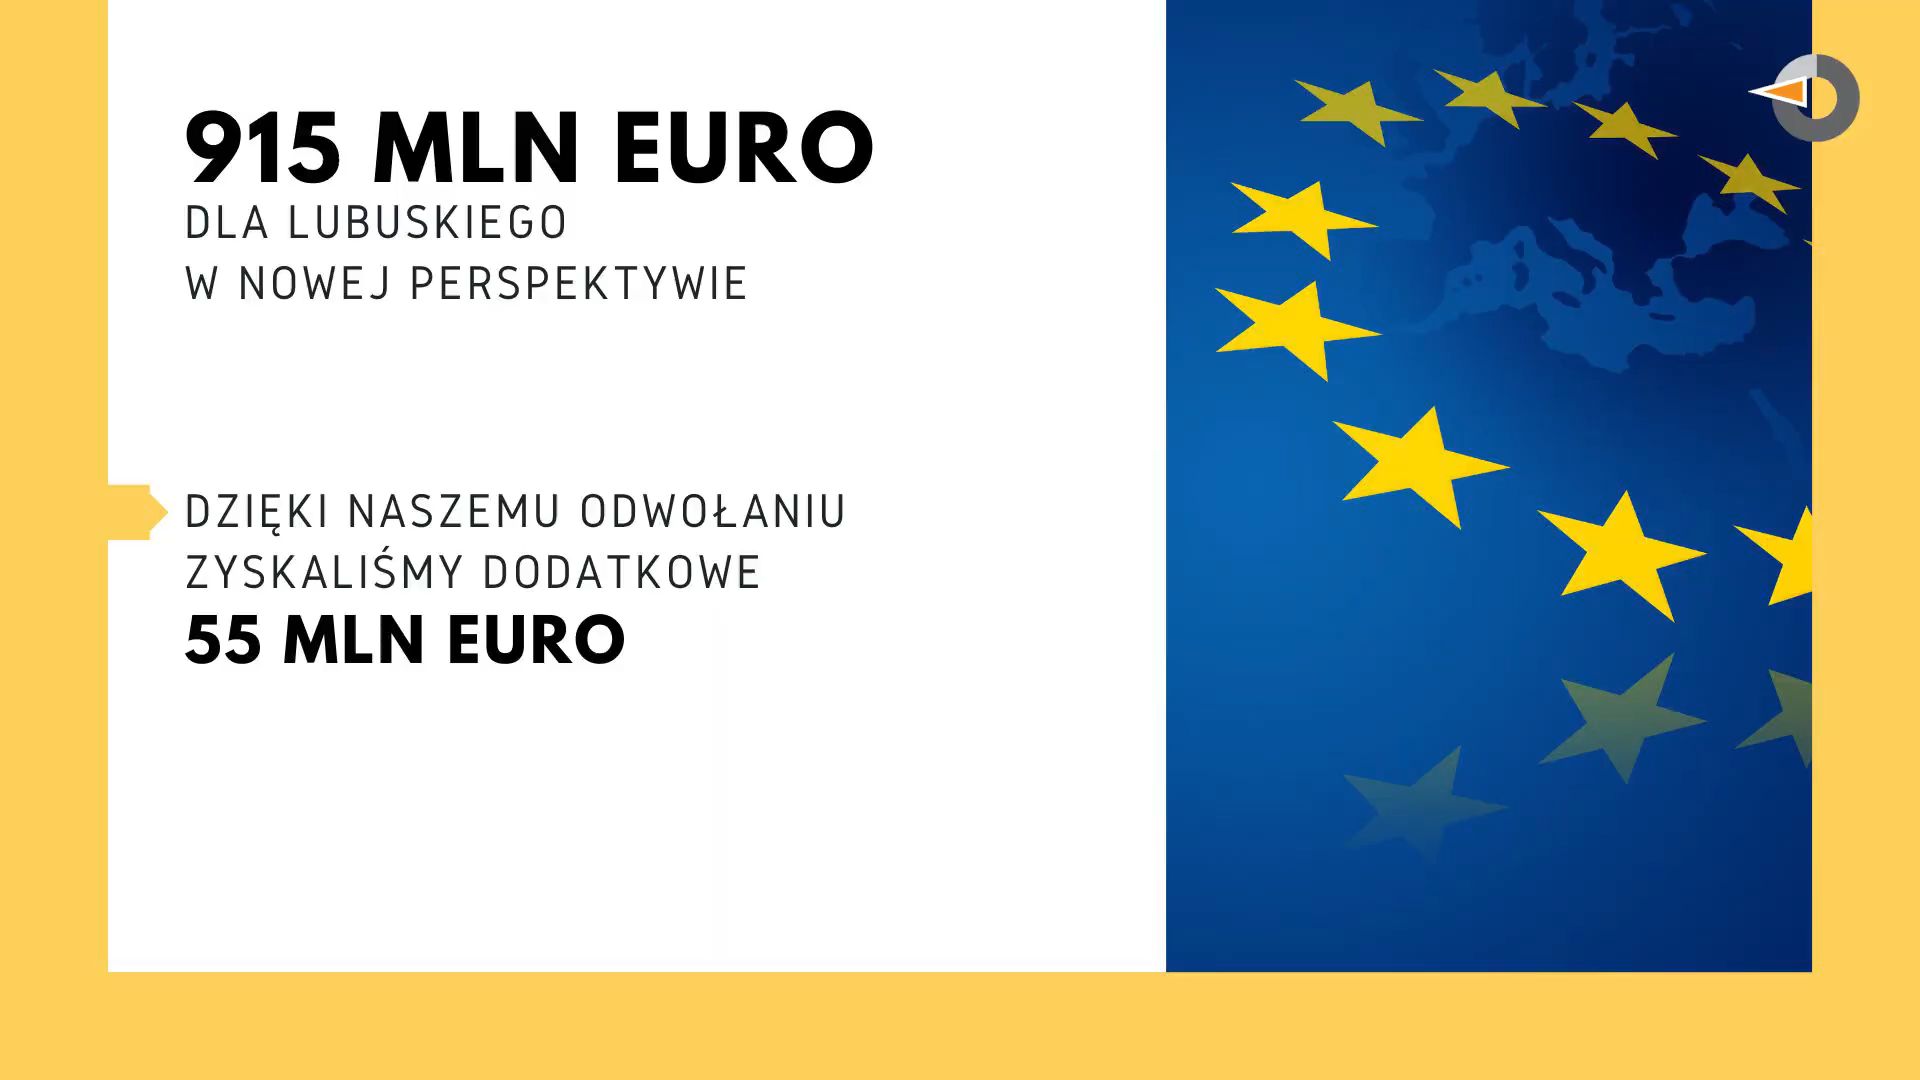 915 MLN EURO
DLA LUBUSKIEGO
W NOWEJ PERSPEKTYWIE
DZIĘKI NASZEMU ODWOŁANIU
ZYSKALIŚMY DODATKOWE
55 MLN EURO